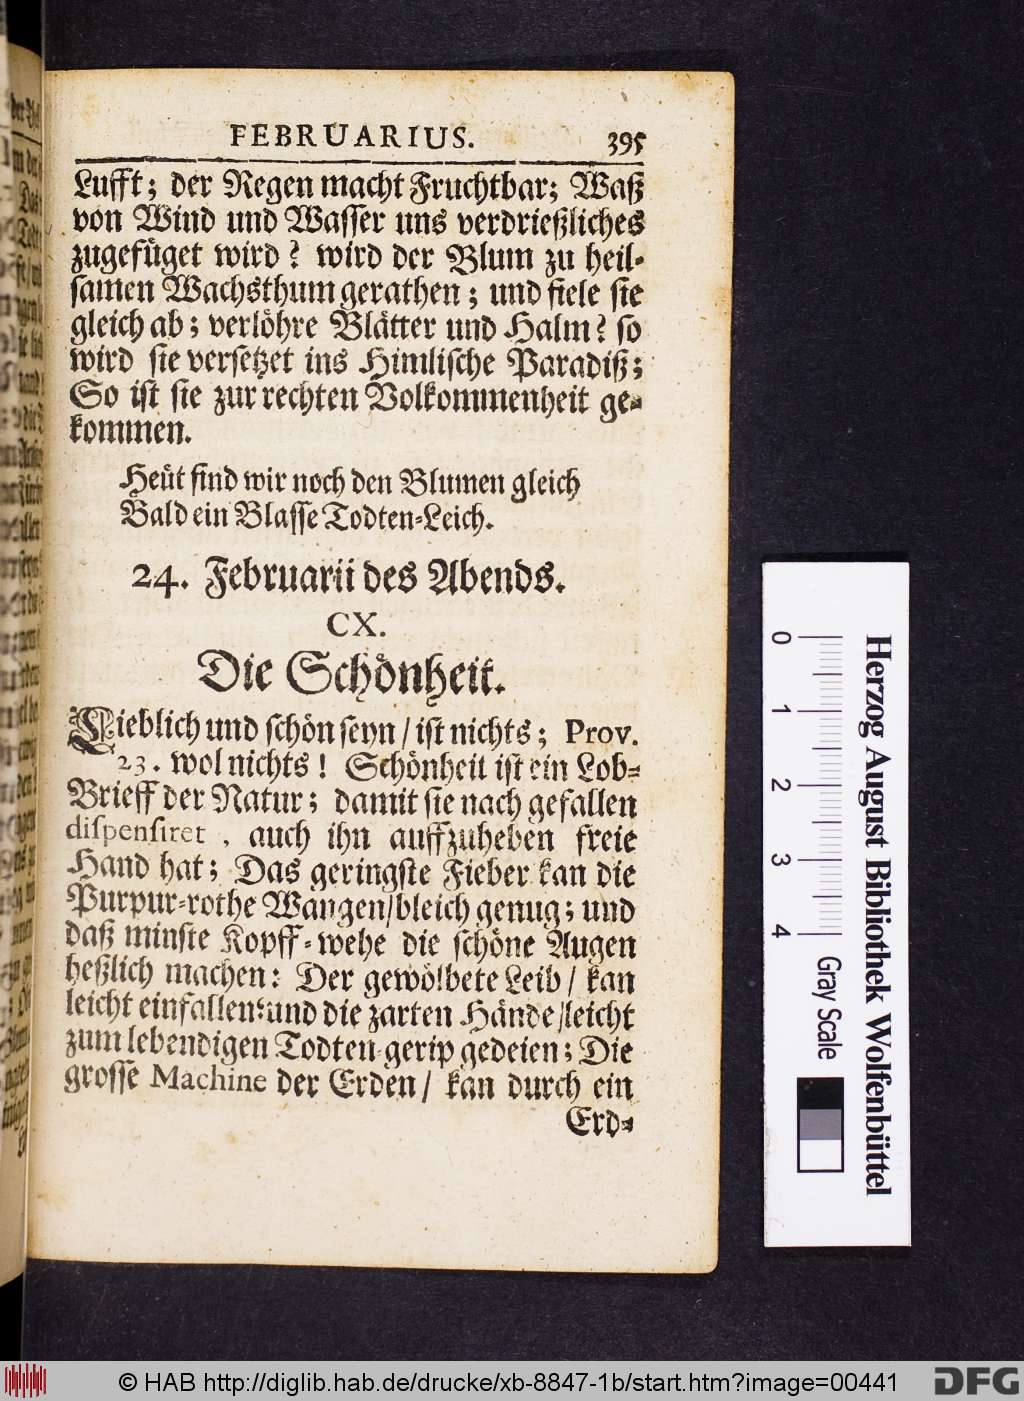 FEBRUARIUS. 395
Lufft; der Regen macht Fruchtbar; Waß
von Wind und Wasser uns verdrießliches
zugefüget wird? wird der Blum zu heil-
samen Wachsthum gerathen; und fiele sie
gleich ab; verlöhre Blätter und Halm? so
wird sie versetzet ins Himlische Paradiß;
So ist sie zur rechten Volkommenheit ge-
kommen.
Heüt sind wir noch den Blumen gleich
Bald ein Blasse Todten-Leich.
24. Februarii des Abends.
CX.
Die Schönheit.
Lieblich und schön seyn / ist nichts; Prov.
23. wol nichts! Schönheit ist ein Lob-
Brieff der Natur; damit sie nach gefallen
dispensiret, auch ihn auffzuheben freie
Hand hat; Das geringste Fieber kan die
Purpur-rothe Wangen/bleich genug; und
daß minste Kopff-wehe die schöne Augen
heßlich machen: Der gewölbete Leib / kan
leicht einfallen: und die zarten Hände/leicht
zum lebendigen Todten-gerip gedeien; Die
grosse Machine der Erden / kan durch ein
Erd-
Herzog August Bibliothek Wolfenbüttel
0 1 2 3 4 Gray Scale
© HAB http://diglib.hab.de/drucke/xb-8847-1b/start.htm?image=00441
DFG